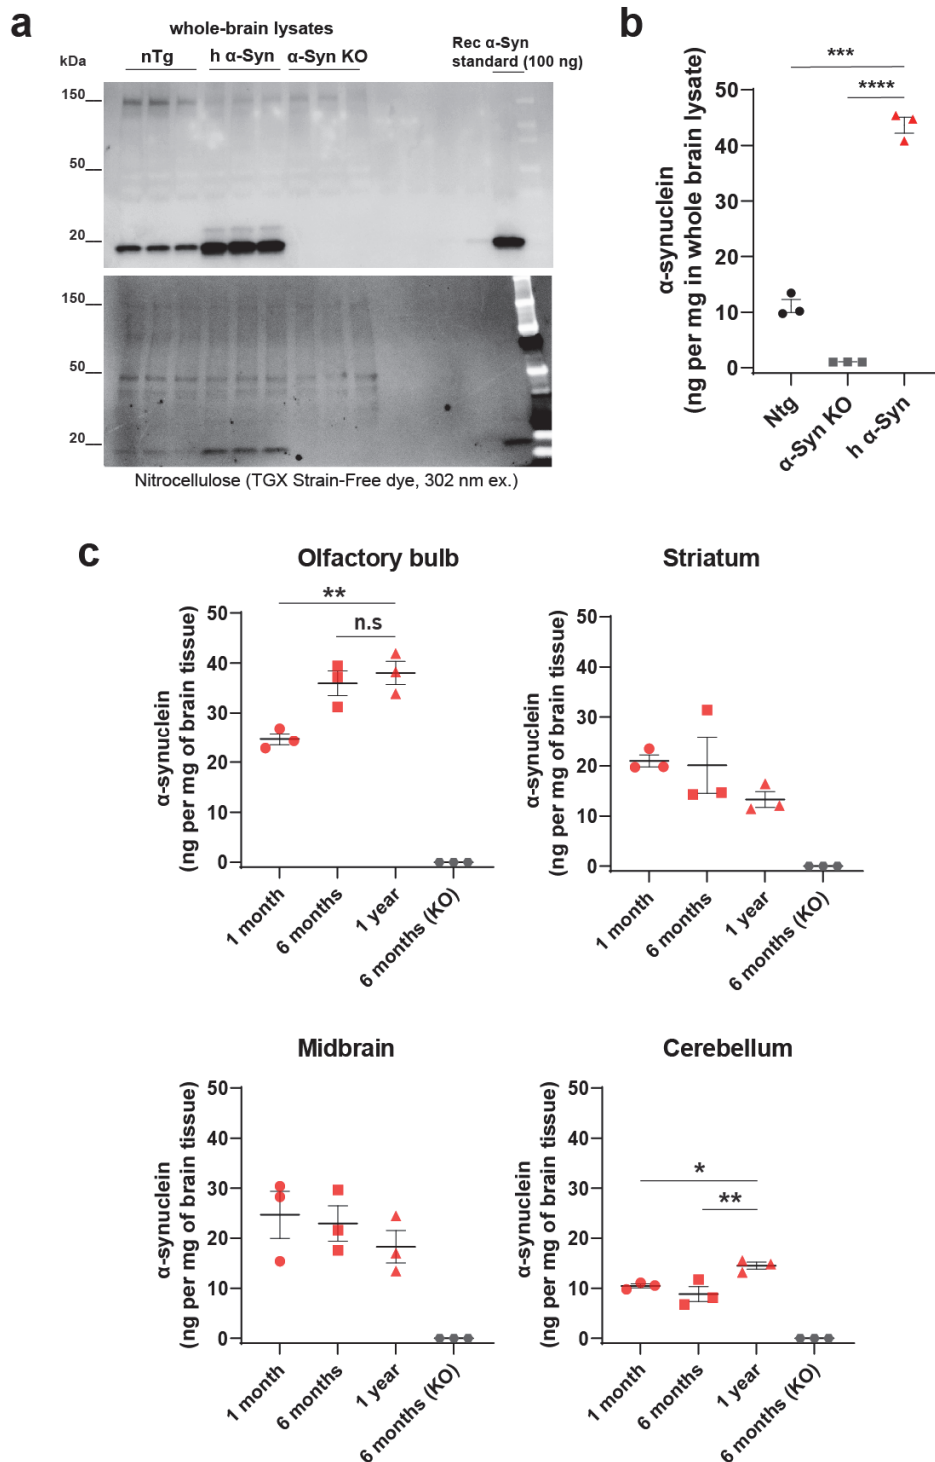 a
whole-brain lysates
kDa
nTg
h α-Syn
α-Syn KO
Rec α-Syn
standard (100 ng)
150
50
20
150
50
20
Nitrocellulose (TGX Strain-Free dye, 302 nm ex.)
b
***
****
α-synuclein
(ng per mg in whole brain lysate)
50
40
30
20
10
0
Ntg
α-Syn KO
h α-Syn
c
Olfactory bulb
**
n.s
α-synuclein
(ng per mg of brain tissue)
50
40
30
20
10
0
1 month
6 months
1 year
6 months (KO)
Striatum
α-synuclein
(ng per mg of brain tissue)
50
40
30
20
10
0
1 month
6 months
1 year
6 months (KO)
Midbrain
α-synuclein
(ng per mg of brain tissue)
50
40
30
20
10
0
1 month
6 months
1 year
6 months (KO)
Cerebellum
*
**
α-synuclein
(ng per mg of brain tissue)
50
40
30
20
10
0
1 month
6 months
1 year
6 months (KO)